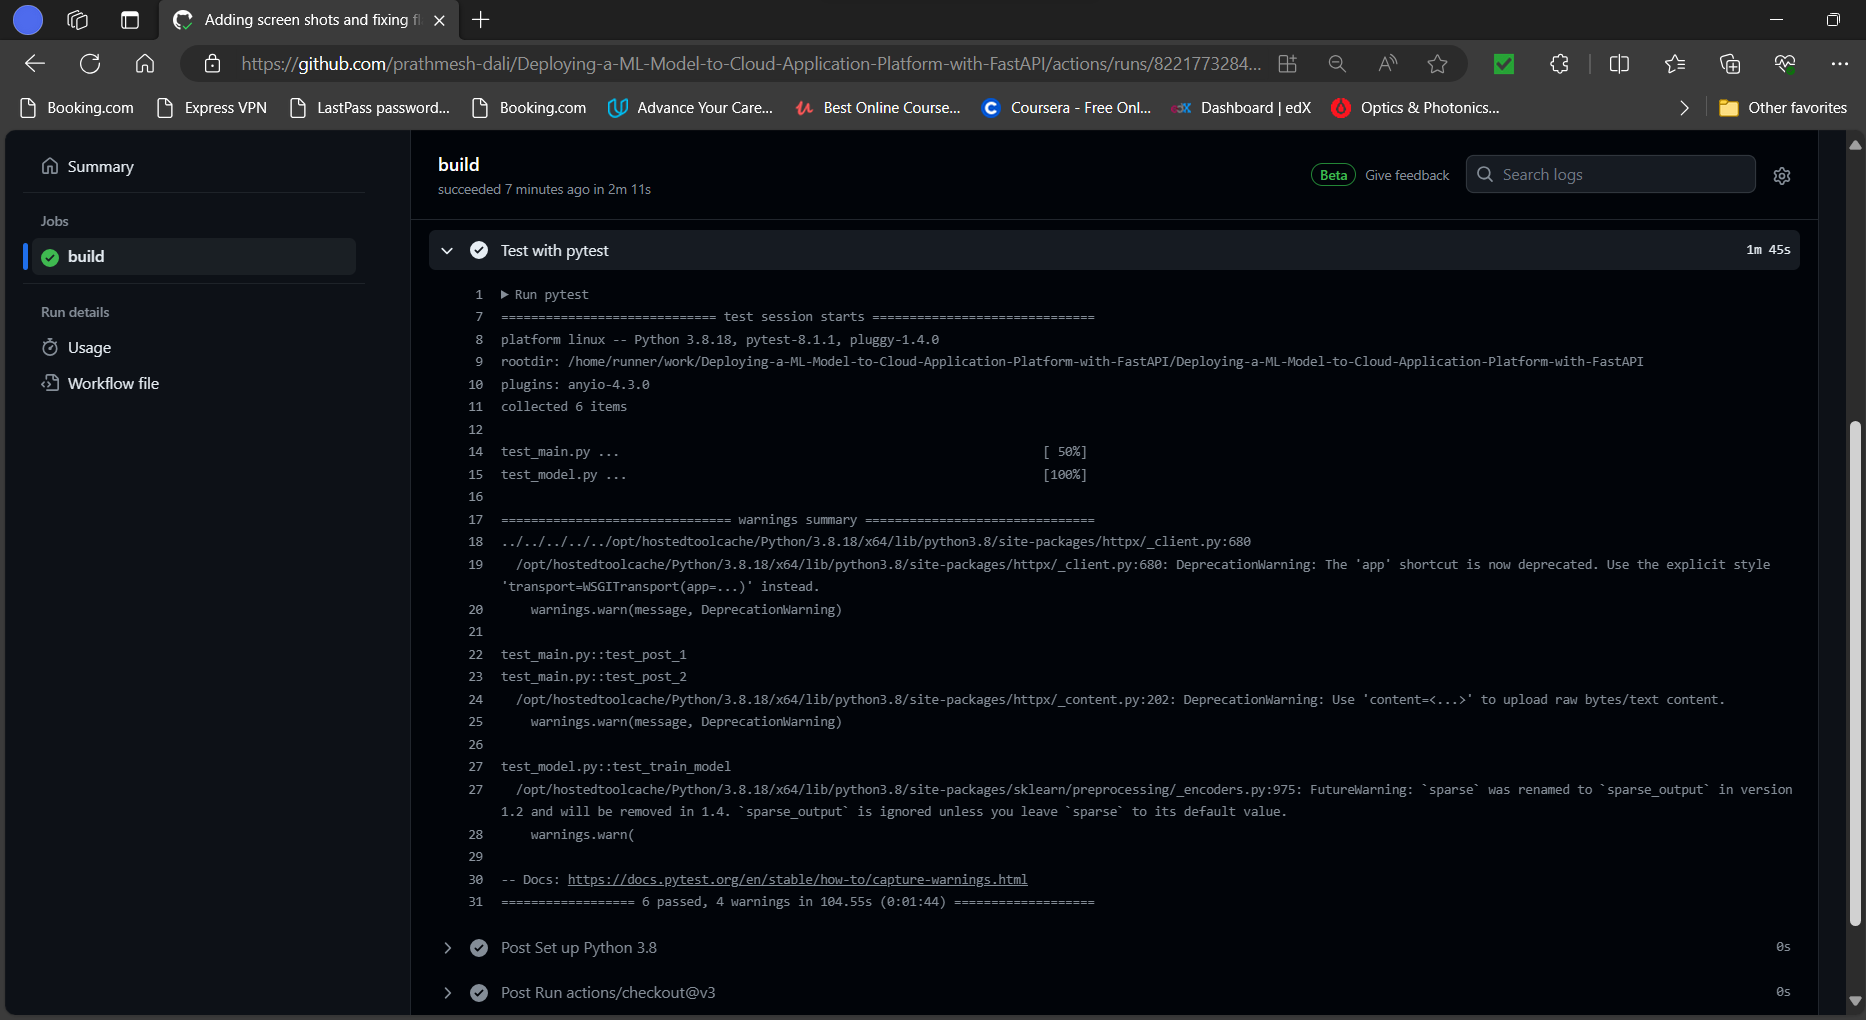 Adding screen shots and fixing fl
https://github.com/prathmesh-dali/Deploying-a-ML-Model-to-Cloud-Application-Platform-with-FastAPI/actions/runs/8221773284...
Booking.com
Express VPN
LastPass password...
Booking.com
Advance Your Care...
Best Online Course...
Coursera - Free Onl...
Dashboard | edX
Optics & Photonics...
Other favorites
Summary
Jobs
build
Run details
Usage
Workflow file
build
succeeded 7 minutes ago in 2m 11s
Beta
Give feedback
Search logs
Test with pytest
1m 45s
1 Run pytest
7 ============================= test session starts ==============================
8 platform linux -- Python 3.8.18, pytest-8.1.1, pluggy-1.4.0
9 rootdir: /home/runner/work/Deploying-a-ML-Model-to-Cloud-Application-Platform-with-FastAPI/Deploying-a-ML-Model-to-Cloud-Application-Platform-with-FastAPI
10 plugins: anyio-4.3.0
11 collected 6 items
12
14 test_main.py ... [ 50%]
15 test_model.py ... [100%]
16
17 =============================== warnings summary ===============================
18 ../../../../../opt/hostedtoolcache/Python/3.8.18/x64/lib/python3.8/site-packages/httpx/_client.py:680
19 /opt/hostedtoolcache/Python/3.8.18/x64/lib/python3.8/site-packages/httpx/_client.py:680: DeprecationWarning: The 'app' shortcut is now deprecated. Use the explicit style
'transport=WSGITransport(app=...)' instead.
20 warnings.warn(message, DeprecationWarning)
21
22 test_main.py::test_post_1
23 test_main.py::test_post_2
24 /opt/hostedtoolcache/Python/3.8.18/x64/lib/python3.8/site-packages/httpx/_content.py:202: DeprecationWarning: Use 'content=<...>' to upload raw bytes/text content.
25 warnings.warn(message, DeprecationWarning)
26
27 test_model.py::test_train_model
27 /opt/hostedtoolcache/Python/3.8.18/x64/lib/python3.8/site-packages/sklearn/preprocessing/_encoders.py:975: FutureWarning: `sparse` was renamed to `sparse_output` in version
1.2 and will be removed in 1.4. `sparse_output` is ignored unless you leave `sparse` to its default value.
28 warnings.warn(
29
30 -- Docs: https://docs.pytest.org/en/stable/how-to/capture-warnings.html
31 ================== 6 passed, 4 warnings in 104.55s (0:01:44) ===================
Post Set up Python 3.8
0s
Post Run actions/checkout@v3
0s